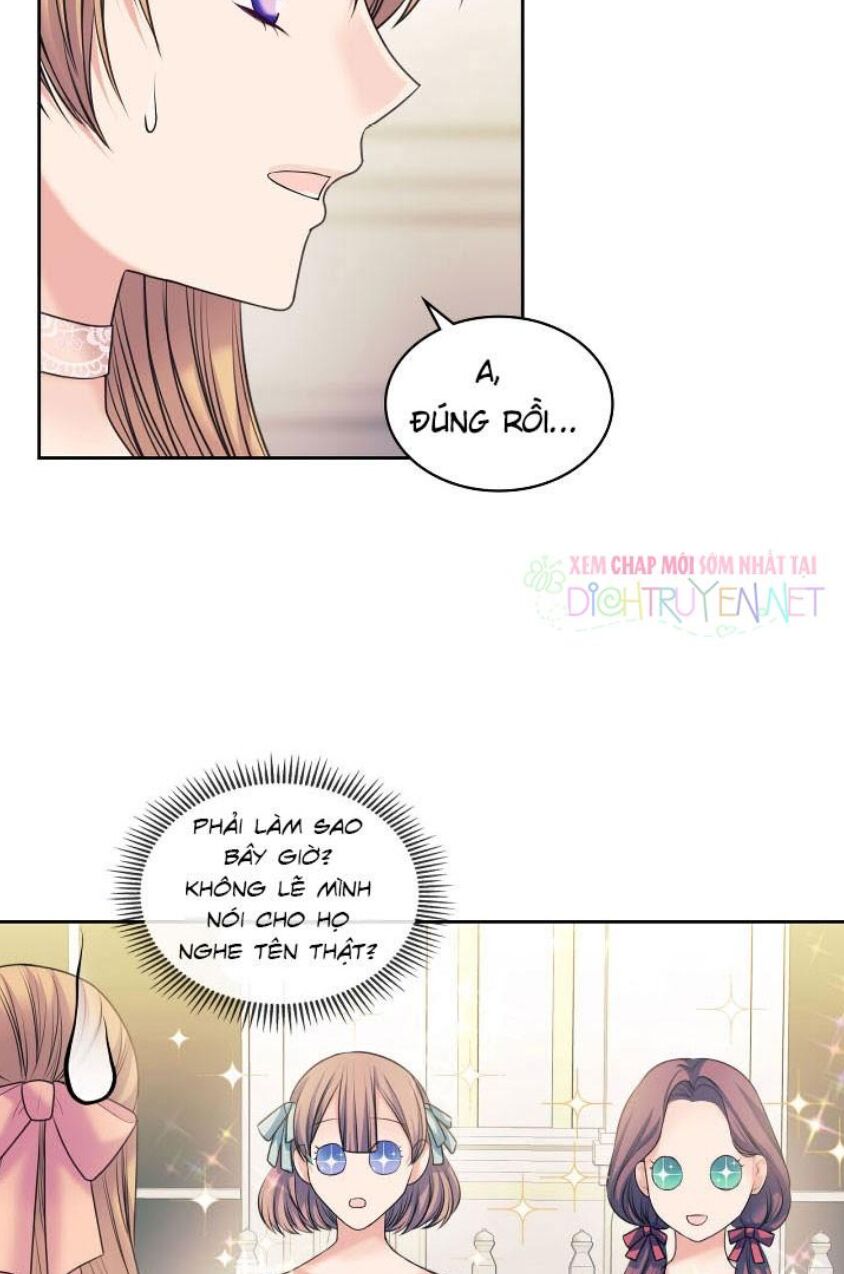 A,
ĐÚNG RỒI...
XEM CHAP MỚI SỚM NHẤT TẠI
DICHTRUYEN.NET
PHẢI LÀM SAO
BÂY GIỜ?
KHÔNG LẼ MÌNH
NÓI CHO HỌ
NGHE TÊN THẬT?